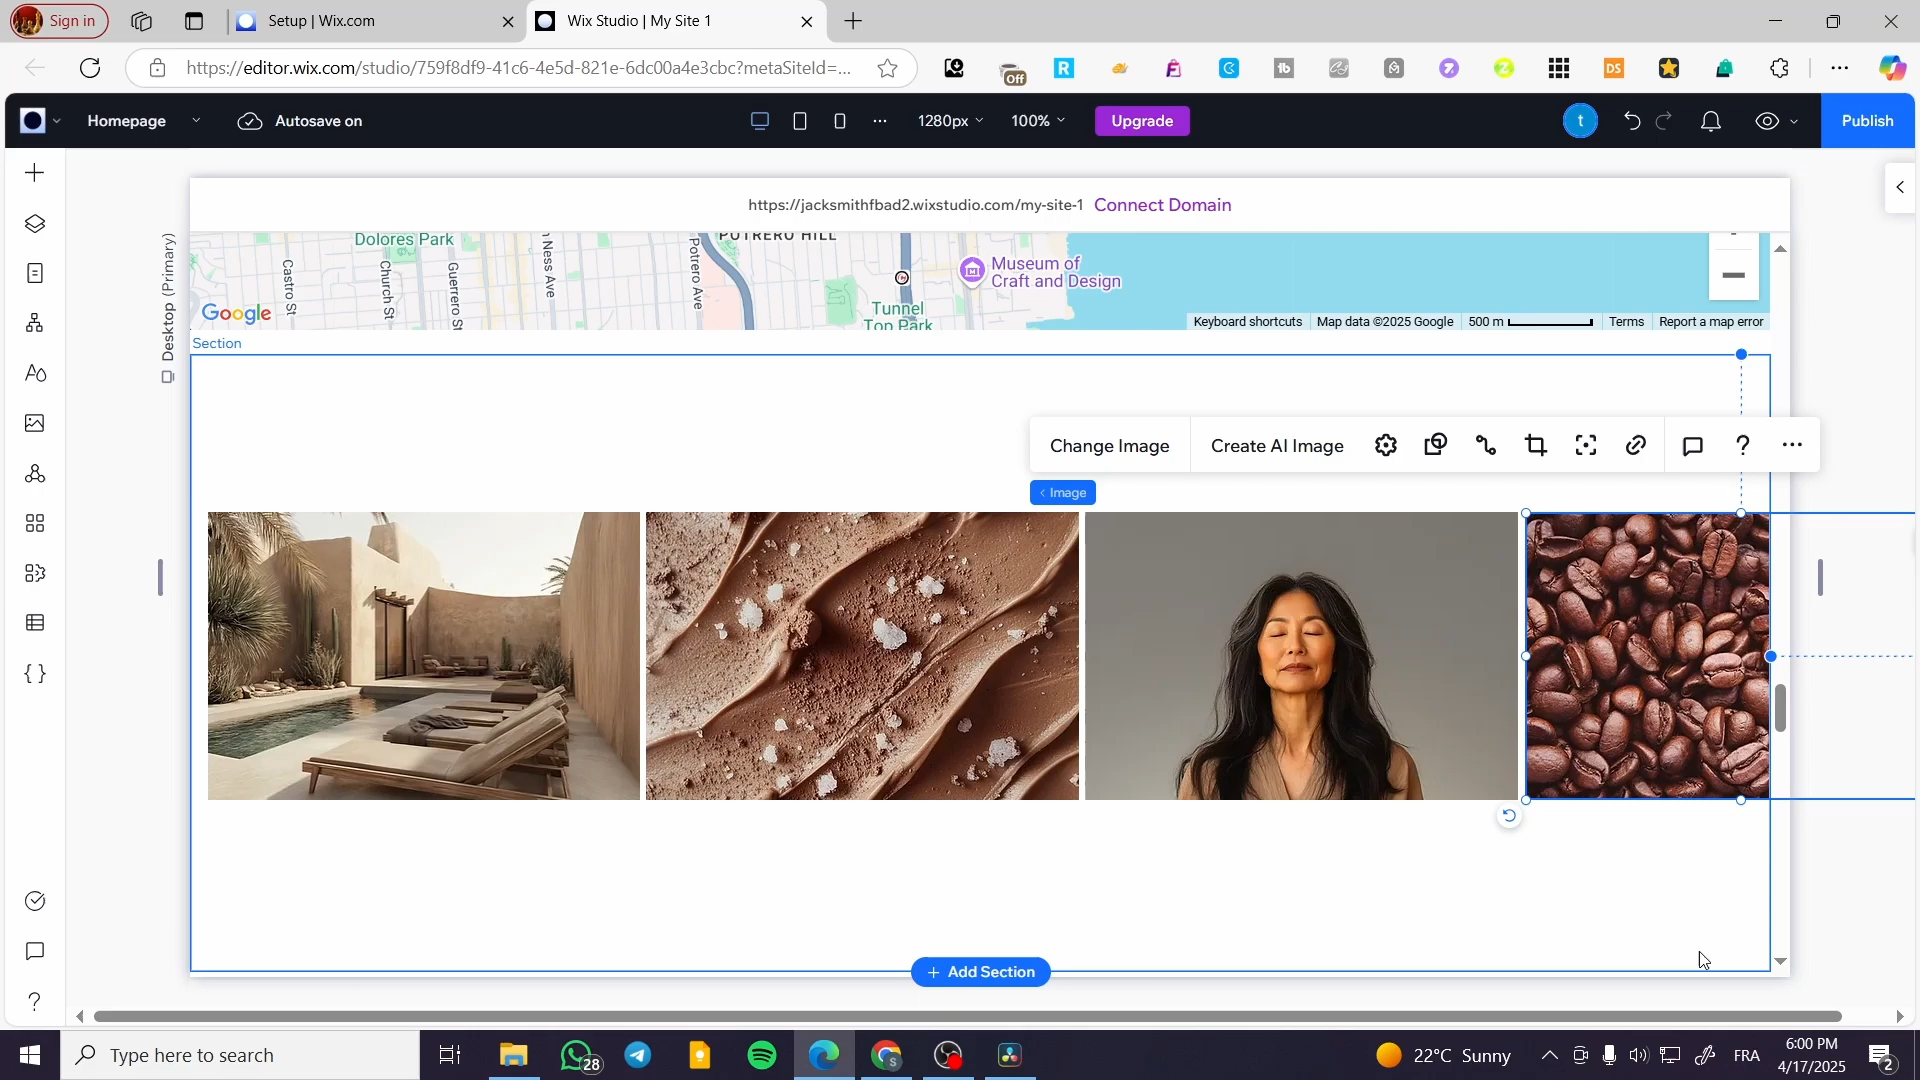 Sign in
Setup | Wix.com
Wix Studio | My Site 1
https://editor.wix.com/studio/759f8df9-41c6-4e5d-821e-6dc00a4e3cbc?metaSiteId=...
Off
Homepage
Autosave on
1280px
100%
Upgrade
t
Publish
https://jacksmithfbad2.wixstudio.com/my-site-1 Connect Domain
Desktop (Primary)
Dolores Park
POTRERO HILL
Museum of
Craft and Design
Castro St
Church St
Guerrero St
n Ness Ave
Potrero Ave
Tunnel
Top Park
Google
Keyboard shortcuts
Map data ©2025 Google
500 m
Terms
Report a map error
Section
Change Image
Create AI Image
< Image
+ Add Section
Type here to search
28
22°C Sunny
FRA
6:00 PM
4/17/2025
2